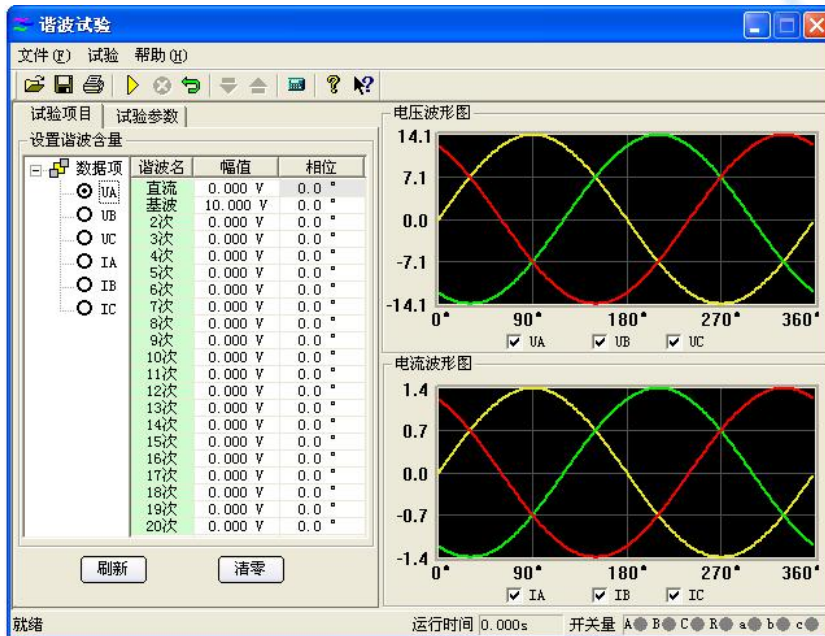 谐波试验
文件(F) 试验 帮助(H)
试验项目 试验参数
设置谐波含量
数据项
UA
UB
UC
IA
IB
IC
谐波名 幅值 相位
直流 0.000 V 0.0 °
基波 10.000 V 0.0 °
2次 0.000 V 0.0 °
3次 0.000 V 0.0 °
4次 0.000 V 0.0 °
5次 0.000 V 0.0 °
6次 0.000 V 0.0 °
7次 0.000 V 0.0 °
8次 0.000 V 0.0 °
9次 0.000 V 0.0 °
10次 0.000 V 0.0 °
11次 0.000 V 0.0 °
12次 0.000 V 0.0 °
13次 0.000 V 0.0 °
14次 0.000 V 0.0 °
15次 0.000 V 0.0 °
16次 0.000 V 0.0 °
17次 0.000 V 0.0 °
18次 0.000 V 0.0 °
19次 0.000 V 0.0 °
20次 0.000 V 0.0 °
刷新 清零
电压波形图
14.1
7.1
0.0
-7.1
-14.1
0° 90° 180° 270° 360°
UA UB UC
电流波形图
1.4
0.7
0.0
-0.7
-1.4
0° 90° 180° 270° 360°
IA IB IC
就绪 运行时间 0.000s 开关量 A B C R a b c